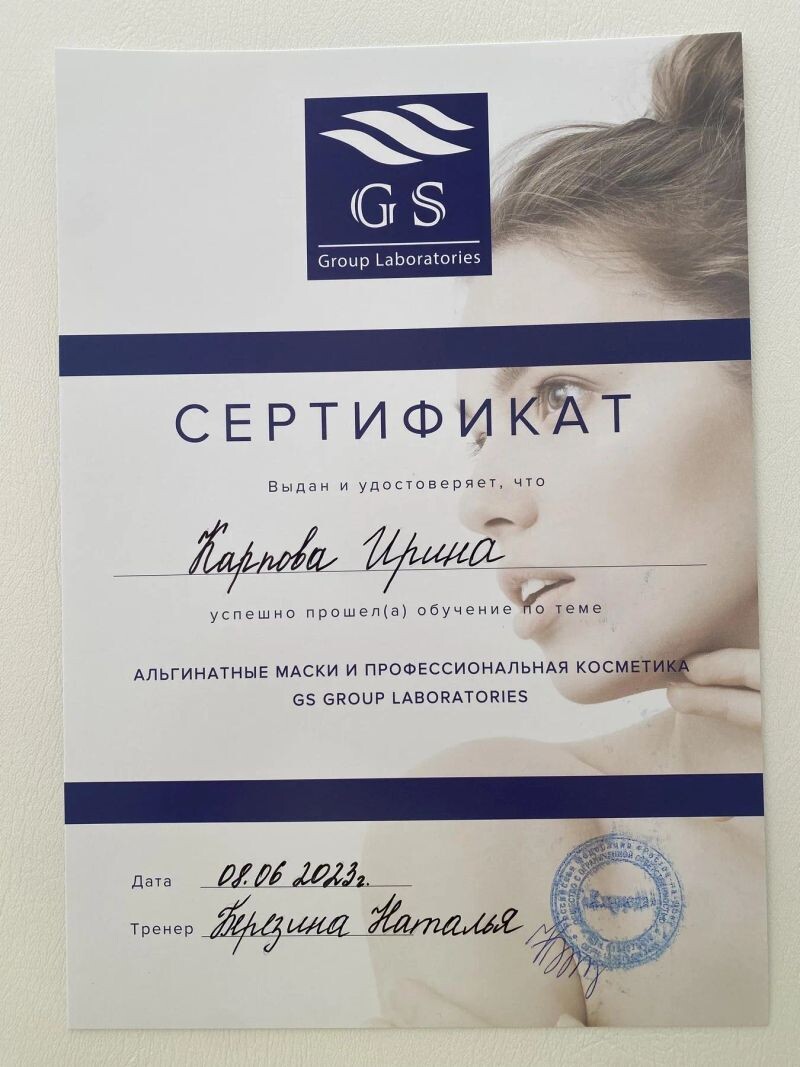 GS
Group Laboratories
СЕРТИФИКАТ
Выдан и удостоверяет, что
Карпова Ирина
успешно прошел(а) обучение по теме
АЛЬГИНАТНЫЕ МАСКИ И ПРОФЕССИОНАЛЬНАЯ КОСМЕТИКА
GS GROUP LABORATORIES
Дата 08.06 2023г.
Тренер Березина Наталья